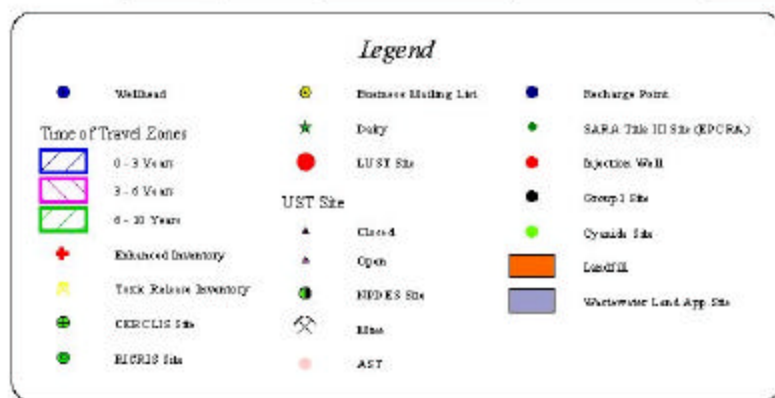 Legend
Wellhead
Time of Travel Zones
0 - 3 Years
3 - 6 Years
6 - 10 Years
Enhanced Inventory
Toxic Release Inventory
CERCLIS Site
RICRIS Site
Business Mailing List
Dairy
LUST Site
UST Site
Closed
Open
NPDES Site
Mine
AST
Recharge Point
SARA Title III Site (EPCRA)
Injection Well
Group 1 Site
Cyanide Site
Landfill
Wastewater Land App. Site